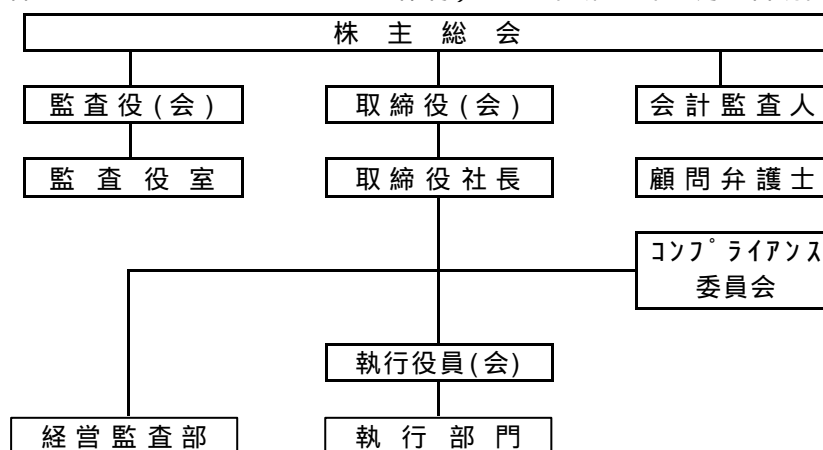 株主総会
監査役(会) 取締役(会) 会計監査人
監査役室 取締役社長 顧問弁護士
コンプライアンス
委員会
執行役員(会)
経営監査部 執行部門